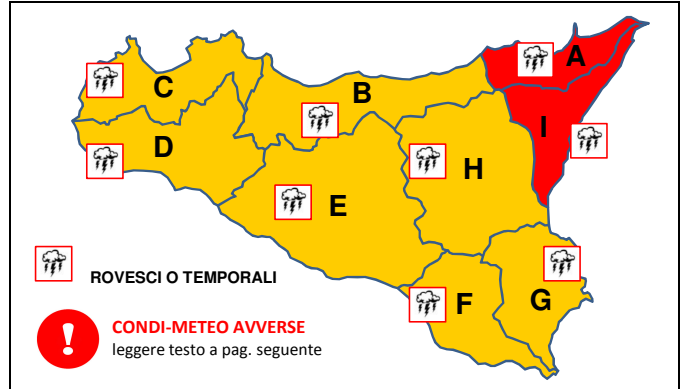 A
C
B
I
D
H
E
F
G
ROVESCI O TEMPORALI
!
CONDI-METEO AVVERSE
leggere testo a pag. seguente